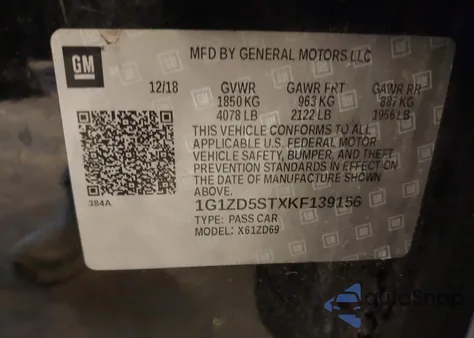 GM
MFD BY GENERAL MOTORS LLC
12/18 GVWR GAWR FRT GAWR RR
1850 KG 963 KG 887 KG
4078 LB 2122 LB 1956 LB
THIS VEHICLE CONFORMS TO ALL
APPLICABLE U.S. FEDERAL MOTOR
VEHICLE SAFETY, BUMPER, AND THEFT
PREVENTION STANDARDS IN EFFECT ON
THE DATE OF MANUFACTURE SHOWN
ABOVE.
384A
1G1ZD5STXKF139156
TYPE: PASS CAR
MODEL: X61ZD69
AutoSnap